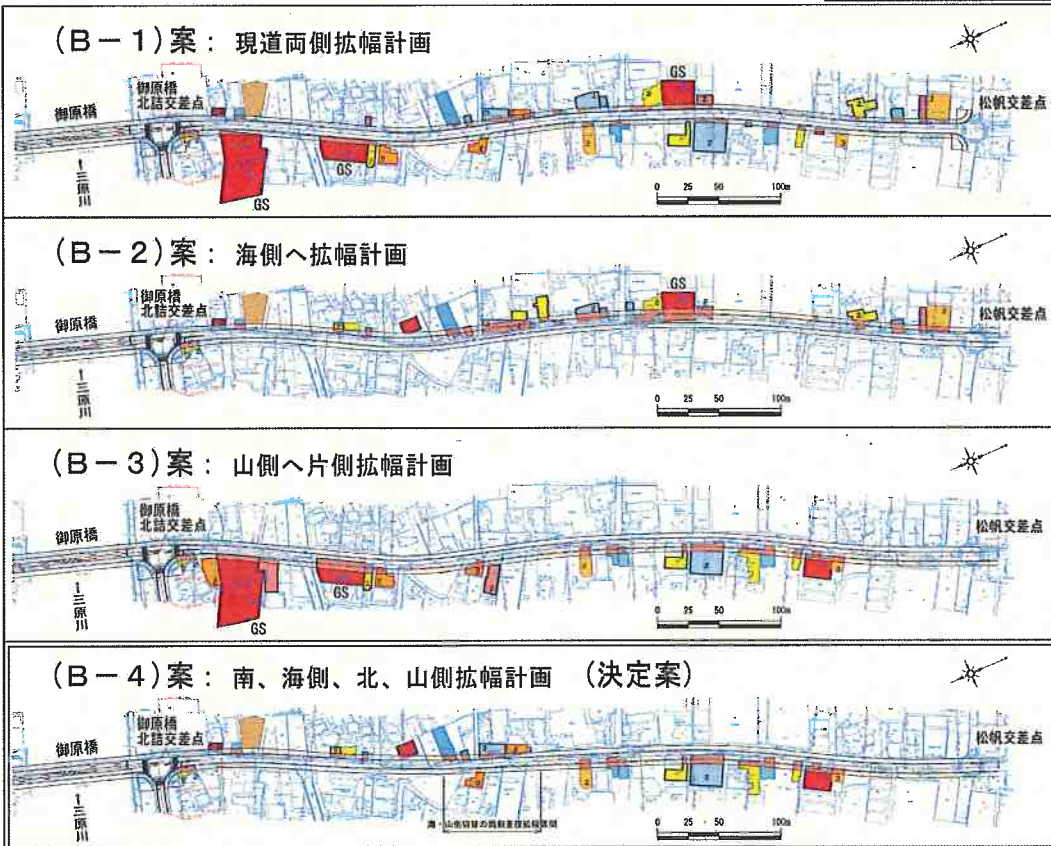 (B-1)案: 現道両側拡幅計画
御原橋
北詰交差点
GS
松帆交差点
御原橋
三原川
GS
GS
0 25 50 100m
(B-2)案: 海側へ拡幅計画
御原橋
北詰交差点
GS
松帆交差点
御原橋
三原川
0 25 50 100m
(B-3)案: 山側へ片側拡幅計画
御原橋
北詰交差点
松帆交差点
御原橋
三原川
GS
GS
0 25 50 100m
(B-4)案: 南、海側、北、山側拡幅計画 (決定案)
御原橋
北詰交差点
松帆交差点
御原橋
三原川
0 25 50 100m